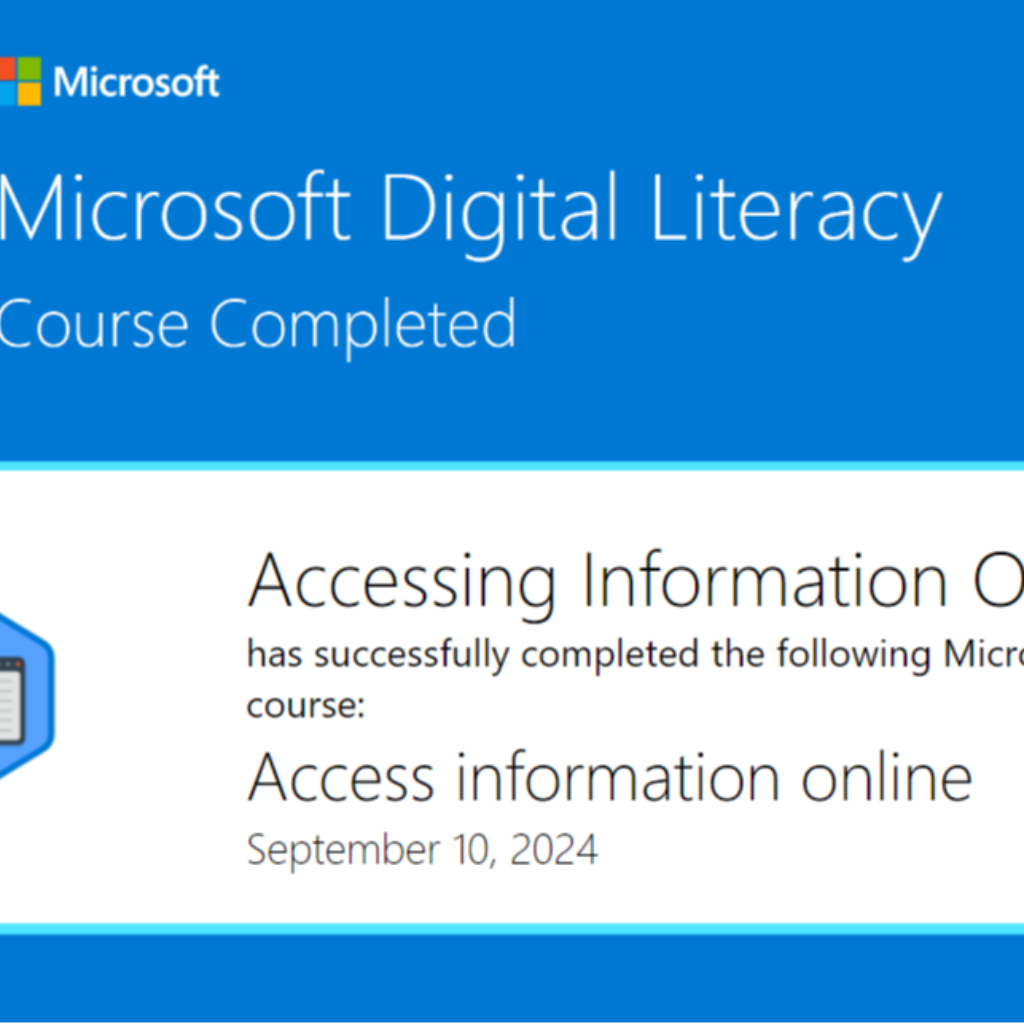 Microsoft
Microsoft Digital Literacy
Course Completed
Accessing Information O
has successfully completed the following Micro
course:
Access information online
September 10, 2024